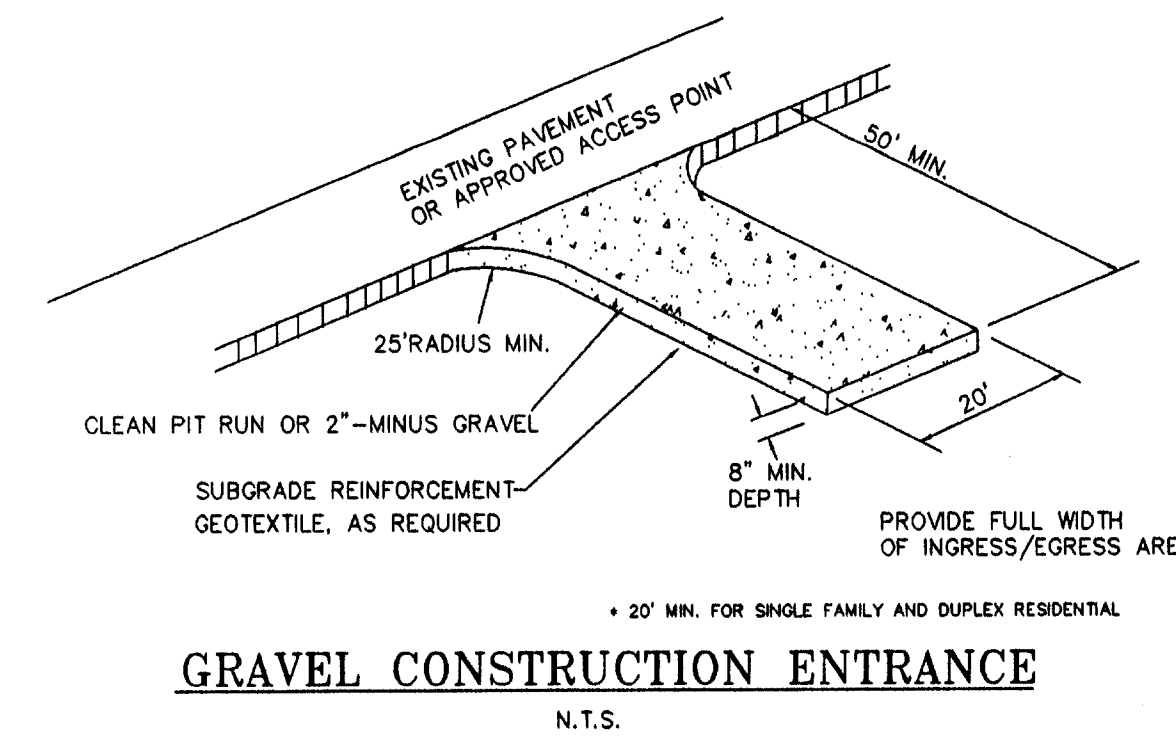 EXISTING PAVEMENT
OR APPROVED ACCESS POINT
50' MIN.
25'RADIUS MIN.
CLEAN PIT RUN OR 2"-MINUS GRAVEL
20'
8" MIN.
DEPTH
SUBGRADE REINFORCEMENT-
GEOTEXTILE, AS REQUIRED
PROVIDE FULL WIDTH
OF INGRESS/EGRESS ARE
* 20' MIN. FOR SINGLE FAMILY AND DUPLEX RESIDENTIAL
GRAVEL CONSTRUCTION ENTRANCE
N.T.S.